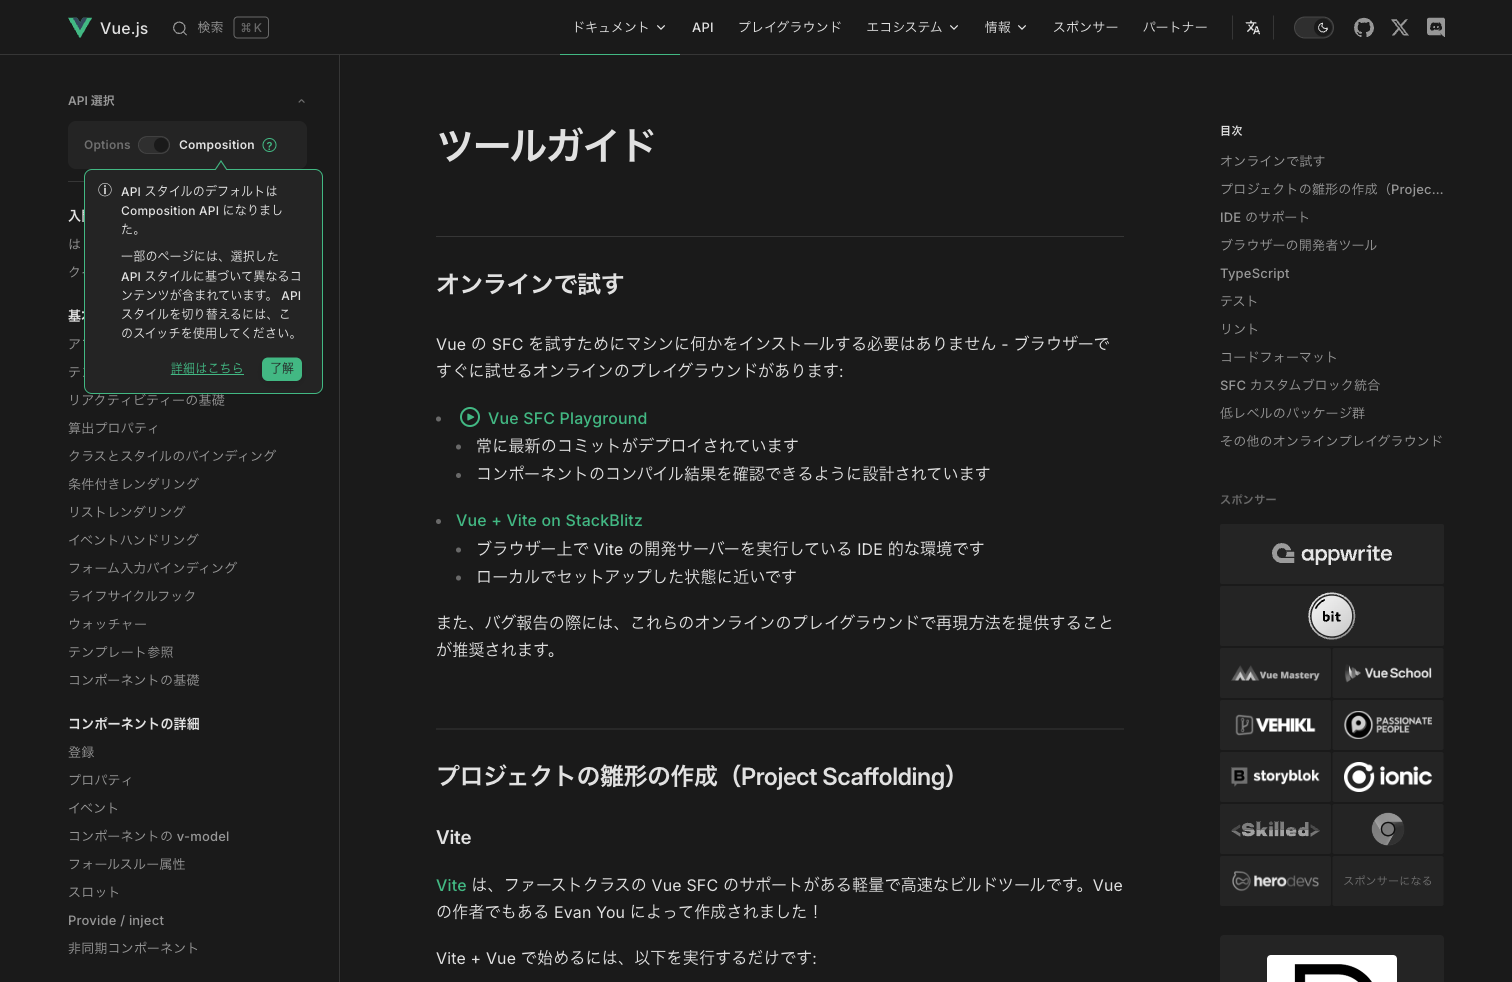 Vue.js
検索
⌘ K
ドキュメント
API
プレイグラウンド
エコシステム
情報
スポンサー
パートナー
API 選択
Options
Composition
?
API スタイルのデフォルトは
Composition API になりまし
た。
一部のページには、選択した
API スタイルに基づいて異なるコ
ンテンツが含まれています。 API
スタイルを切り替えるには、こ
のスイッチを使用してください。
詳細はこちら
了解
リアクティビティーの基礎
算出プロパティ
クラスとスタイルのバインディング
条件付きレンダリング
リストレンダリング
イベントハンドリング
フォーム入力バインディング
ライフサイクルフック
ウォッチャー
テンプレート参照
コンポーネントの基礎
コンポーネントの詳細
登録
プロパティ
イベント
コンポーネントの v-model
フォールスルー属性
スロット
Provide / inject
非同期コンポーネント
ツールガイド
オンラインで試す
Vue の SFC を試すためにマシンに何かをインストールする必要はありません - ブラウザーで
すぐに試せるオンラインのプレイグラウンドがあります:
Vue SFC Playground
常に最新のコミットがデプロイされています
コンポーネントのコンパイル結果を確認できるように設計されています
Vue + Vite on StackBlitz
ブラウザー上で Vite の開発サーバーを実行している IDE 的な環境です
ローカルでセットアップした状態に近いです
また、バグ報告の際には、これらのオンラインのプレイグラウンドで再現方法を提供すること
が推奨されます。
プロジェクトの雛形の作成（Project Scaffolding）
Vite
Vite は、ファーストクラスの Vue SFC のサポートがある軽量で高速なビルドツールです。Vue
の作者でもある Evan You によって作成されました！
Vite + Vue で始めるには、以下を実行するだけです:
目次
オンラインで試す
プロジェクトの雛形の作成（Projec...
IDE のサポート
ブラウザーの開発者ツール
TypeScript
テスト
リント
コードフォーマット
SFC カスタムブロック統合
低レベルのパッケージ群
その他のオンラインプレイグラウンド
スポンサー
appwrite
bit
Vue Mastery
Vue School
VEHIKL
PASSIONATE
PEOPLE
storyblok
ionic
<Skilled>
herodevs
スポンサーになる